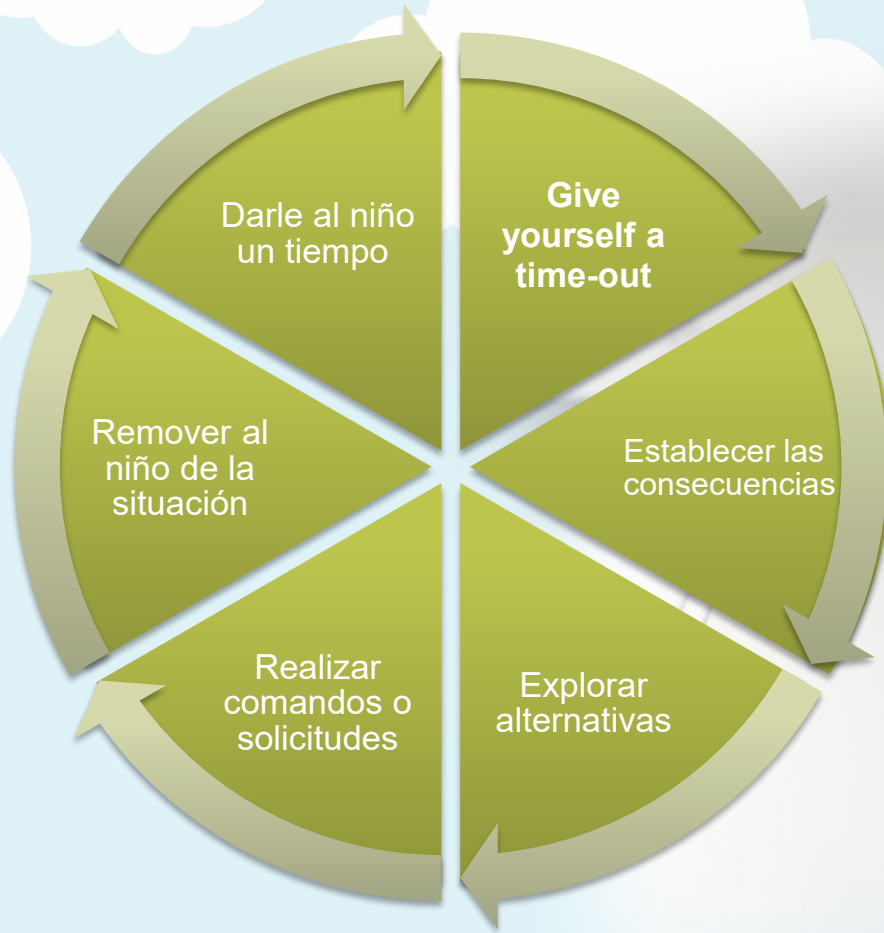 Give
yourself a
time-out
Establecer las
consecuencias
Explorar
alternativas
Realizar
comandos o
solicitudes
Remover al
niño de la
situación
Darle al niño
un tiempo